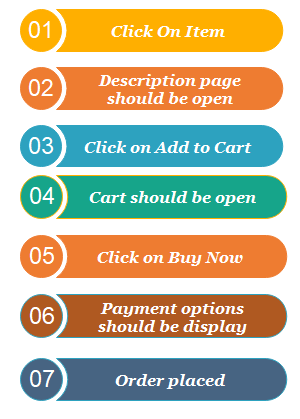 01
Click On Item
02
Description page
should be open
03
Click on Add to Cart
04
Cart should be open
05
Click on Buy Now
06
Payment options
should be display
07
Order placed